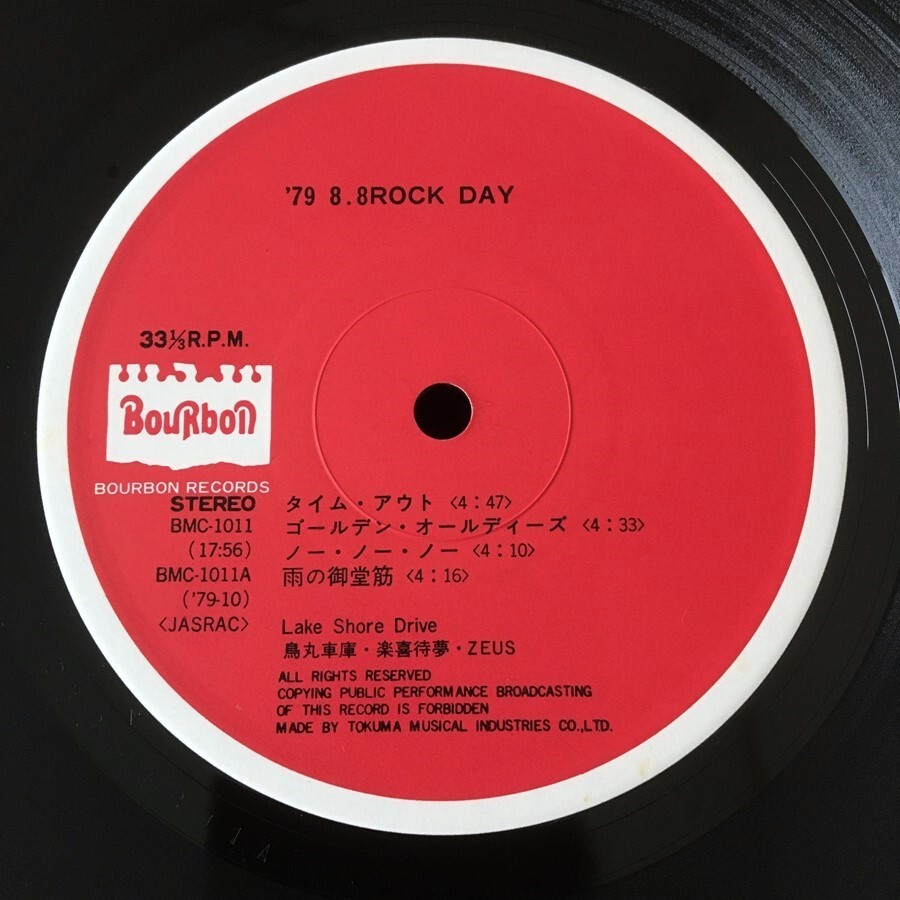 '79 8.8ROCK DAY
33⅓R.P.M.
BouRbon
BOURBON RECORDS
STEREO
BMC-1011
(17:56)
BMC-1011A
('79-10)
<JASRAC>
タイム・アウト <4:47>
ゴールデン・オールディーズ <4:33>
ノー・ノー・ノー <4:10>
雨の御堂筋 <4:16>
Lake Shore Drive
鳥丸車庫・楽喜待夢・ZEUS
ALL RIGHTS RESERVED
COPYING PUBLIC PERFORMANCE BROADCASTING
OF THIS RECORD IS FORBIDDEN
MADE BY TOKUMA MUSICAL INDUSTRIES CO.,LTD.
1 A